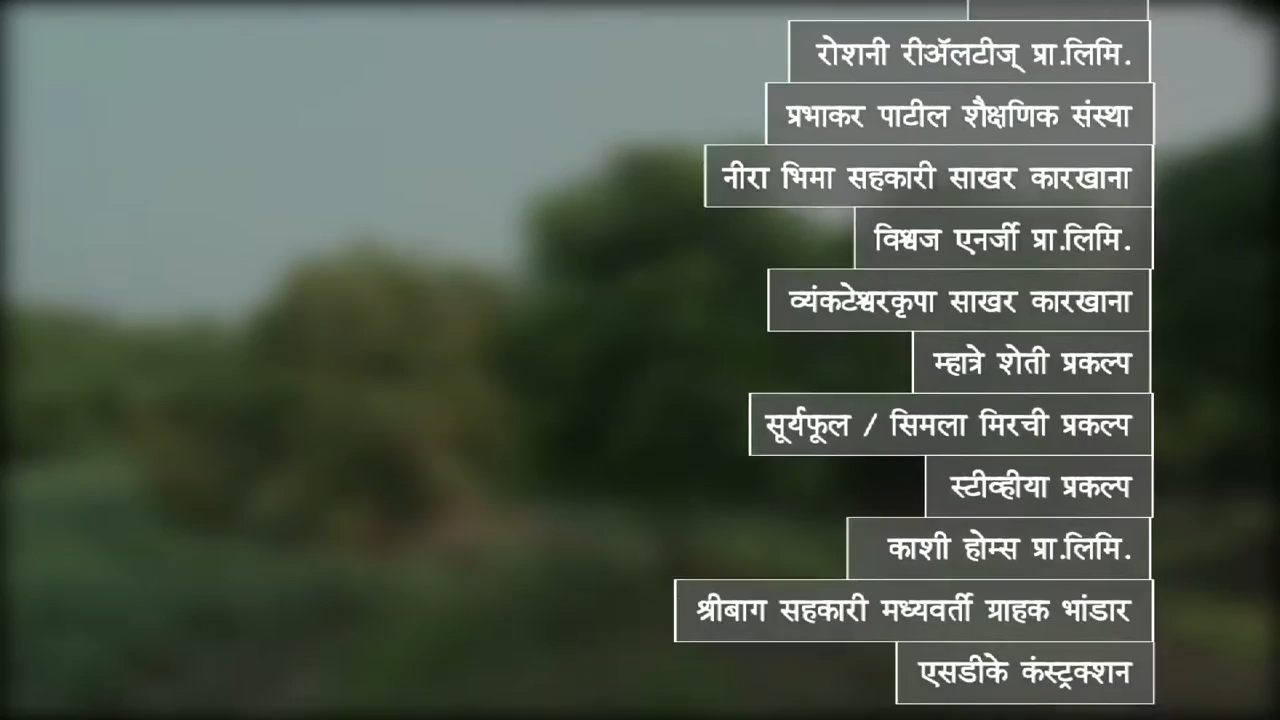 रोशनी रीॲलटीज् प्रा.लिमि.
प्रभाकर पाटील शैक्षणिक संस्था
नीरा भिमा सहकारी साखर कारखाना
विश्वज एनर्जी प्रा.लिमि.
व्यंकटेश्वरकृपा साखर कारखाना
म्हात्रे शेती प्रकल्प
सूर्यफूल / सिमला मिरची प्रकल्प
स्टीव्हीया प्रकल्प
काशी होम्स प्रा.लिमि.
श्रीबाग सहकारी मध्यवर्ती ग्राहक भांडार
एसडीके कंस्ट्रक्शन